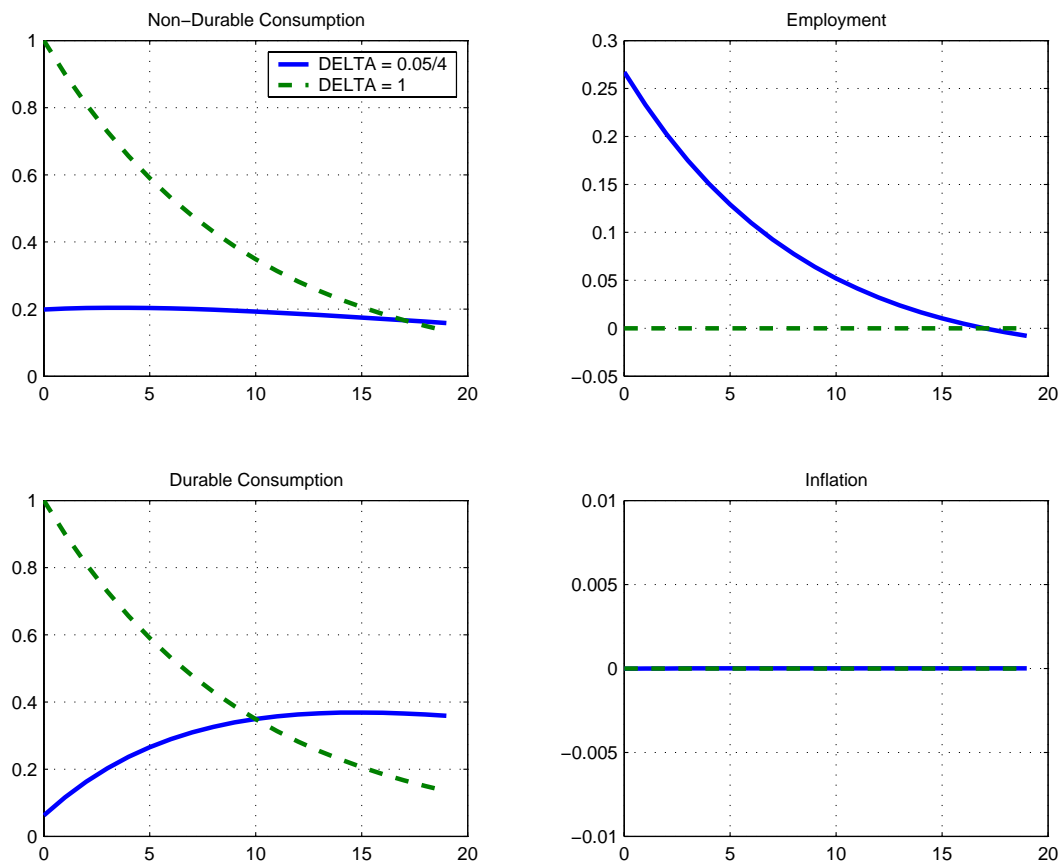 Non−Durable Consumption
1
0.8
0.6
0.4
0.2
0
0 5 10 15 20
DELTA = 0.05/4
DELTA = 1
Employment
0.3
0.25
0.2
0.15
0.1
0.05
0
−0.05
0 5 10 15 20
Durable Consumption
1
0.8
0.6
0.4
0.2
0
0 5 10 15 20
Inflation
0.01
0.005
0
−0.005
−0.01
0 5 10 15 20